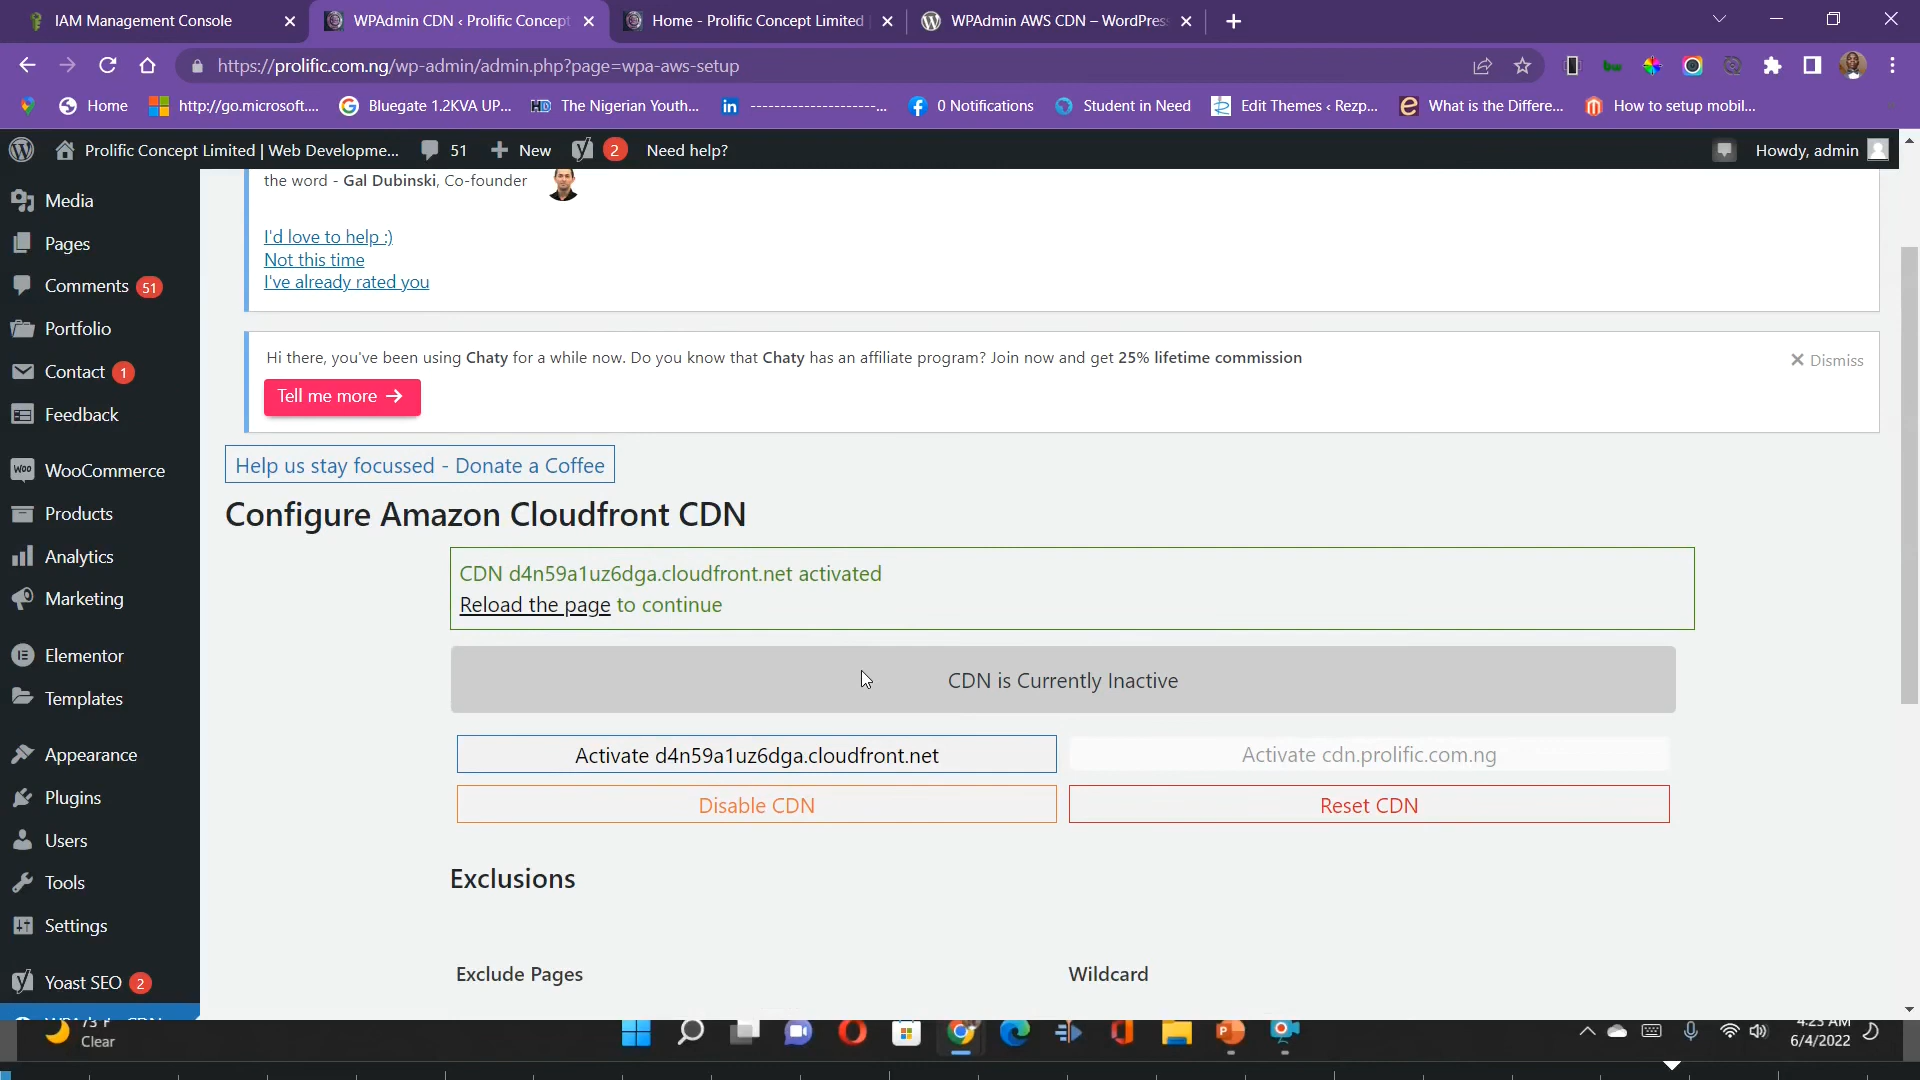 IAM Management Console
WPAdmin CDN ‹ Prolific Concept
Home - Prolific Concept Limited
WPAdmin AWS CDN – WordPres
https://prolific.com.ng/wp-admin/admin.php?page=wpa-aws-setup
Home
http://go.microsoft....
Bluegate 1.2KVA UP...
The Nigerian Youth...
---------------------...
0 Notifications
Student in Need
Edit Themes ‹ Rezp...
What is the Differe...
How to setup mobil...
Prolific Concept Limited | Web Developme...
51
New
2
Need help?
Howdy, admin
Media
Pages
Comments 51
Portfolio
Contact 1
Feedback
WooCommerce
Products
Analytics
Marketing
Elementor
Templates
Appearance
Plugins
Users
Tools
Settings
Yoast SEO 2
the word - Gal Dubinski, Co-founder
I'd love to help :)
Not this time
I've already rated you
Hi there, you've been using Chaty for a while now. Do you know that Chaty has an affiliate program? Join now and get 25% lifetime commission
Dismiss
Tell me more →
Help us stay focussed - Donate a Coffee
Configure Amazon Cloudfront CDN
CDN d4n59a1uz6dga.cloudfront.net activated
Reload the page to continue
CDN is Currently Inactive
Activate d4n59a1uz6dga.cloudfront.net
Activate cdn.prolific.com.ng
Disable CDN
Reset CDN
Exclusions
Exclude Pages
Wildcard
Clear
4:23 AM
6/4/2022